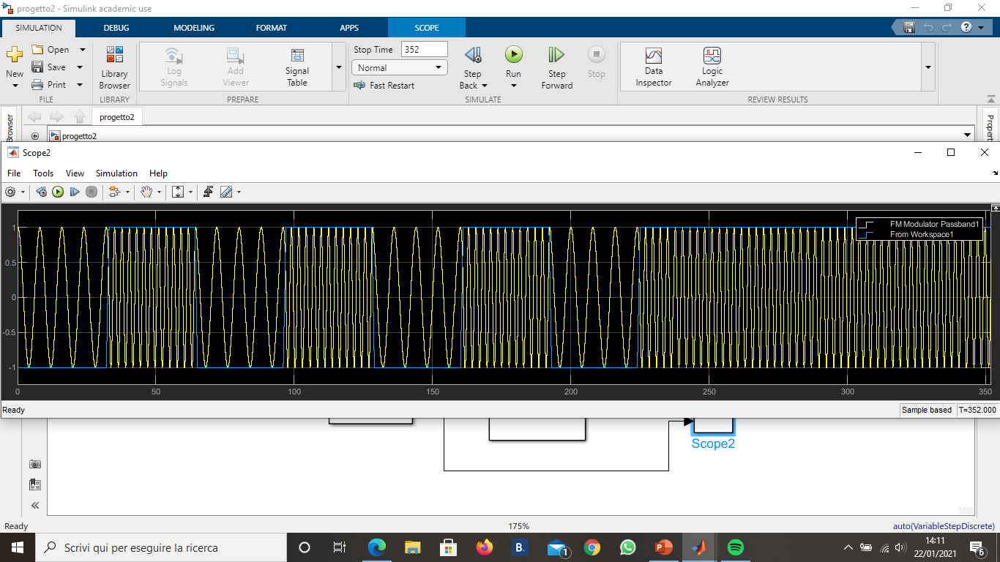 progetto2 - Simulink academic use
SIMULATION DEBUG MODELING FORMAT APPS SCOPE
New
Open
Save
Print
FILE
Library Browser
LIBRARY
Log Signals
Add Viewer
Signal Table
PREPARE
Stop Time 352
Normal
Fast Restart
Step Back
Run
Step Forward
Stop
SIMULATE
Data Inspector
Logic Analyzer
REVIEW RESULTS
Browser
progetto2
progetto2
Propert
Scope2
File Tools View Simulation Help
FM Modulator Passband1
From Workspace1
1
0.5
0
-0.5
-1
0 50 100 150 200 250 300 350
Ready Sample based T=352.000
Scope2
Ready 175% auto(VariableStepDiscrete)
Scrivi qui per eseguire la ricerca
B.
1
14:11
22/01/2021
6